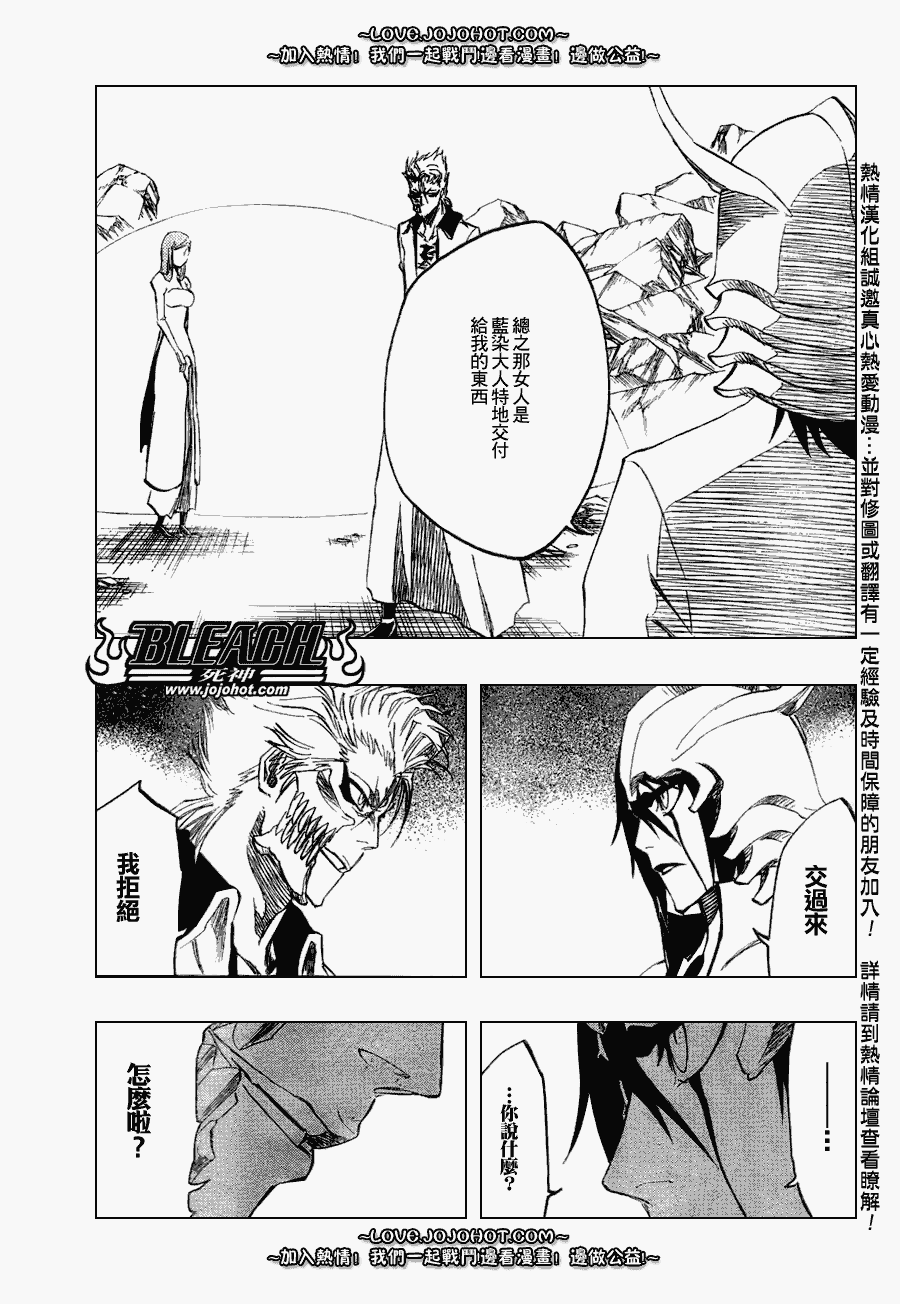 ~LOVE.JOJOHOT.COM~
~加入熱情！我們一起戰鬥邊看漫畫！邊做公益!~
總之那女人是
藍染大人特地交付
給我的東西
熱情漢化組誠邀真心熱愛動漫…並對修圖或翻譯有一定經驗及時間保障的朋友加入！ 詳情請到熱情論壇查看瞭解！
BLEACH
死神
www.jojohot.com
交過來
我拒絕
——…
…你說什麼？
怎麼啦？
~LOVE.JOJOHOT.COM~
~加入熱情！我們一起戰鬥邊看漫畫！邊做公益!~